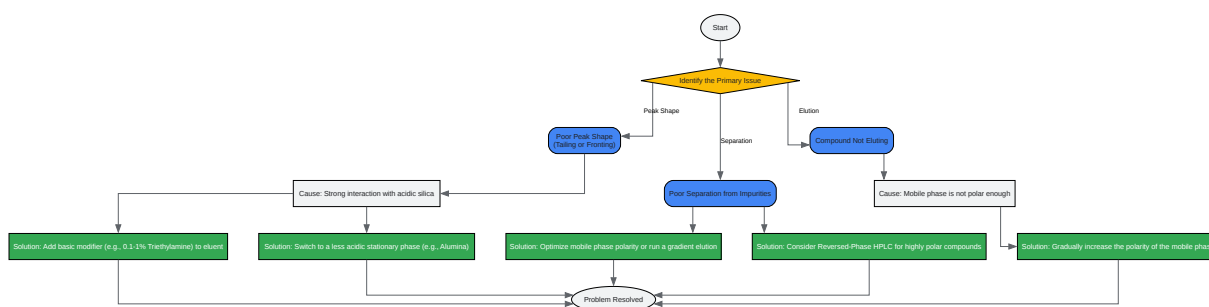 Start
Identify the Primary Issue
Peak Shape
Elution
Separation
Poor Peak Shape
(Tailing or Fronting)
Compound Not Eluting
Cause: Strong interaction with acidic silica
Poor Separation from Impurities
Cause: Mobile phase is not polar enough
Solution: Add basic modifier (e.g., 0.1-1% Triethylamine) to eluent
Solution: Switch to a less acidic stationary phase (e.g., Alumina)
Solution: Optimize mobile phase polarity or run a gradient elution
Solution: Consider Reversed-Phase HPLC for highly polar compounds
Solution: Gradually increase the polarity of the mobile phase
Problem Resolved